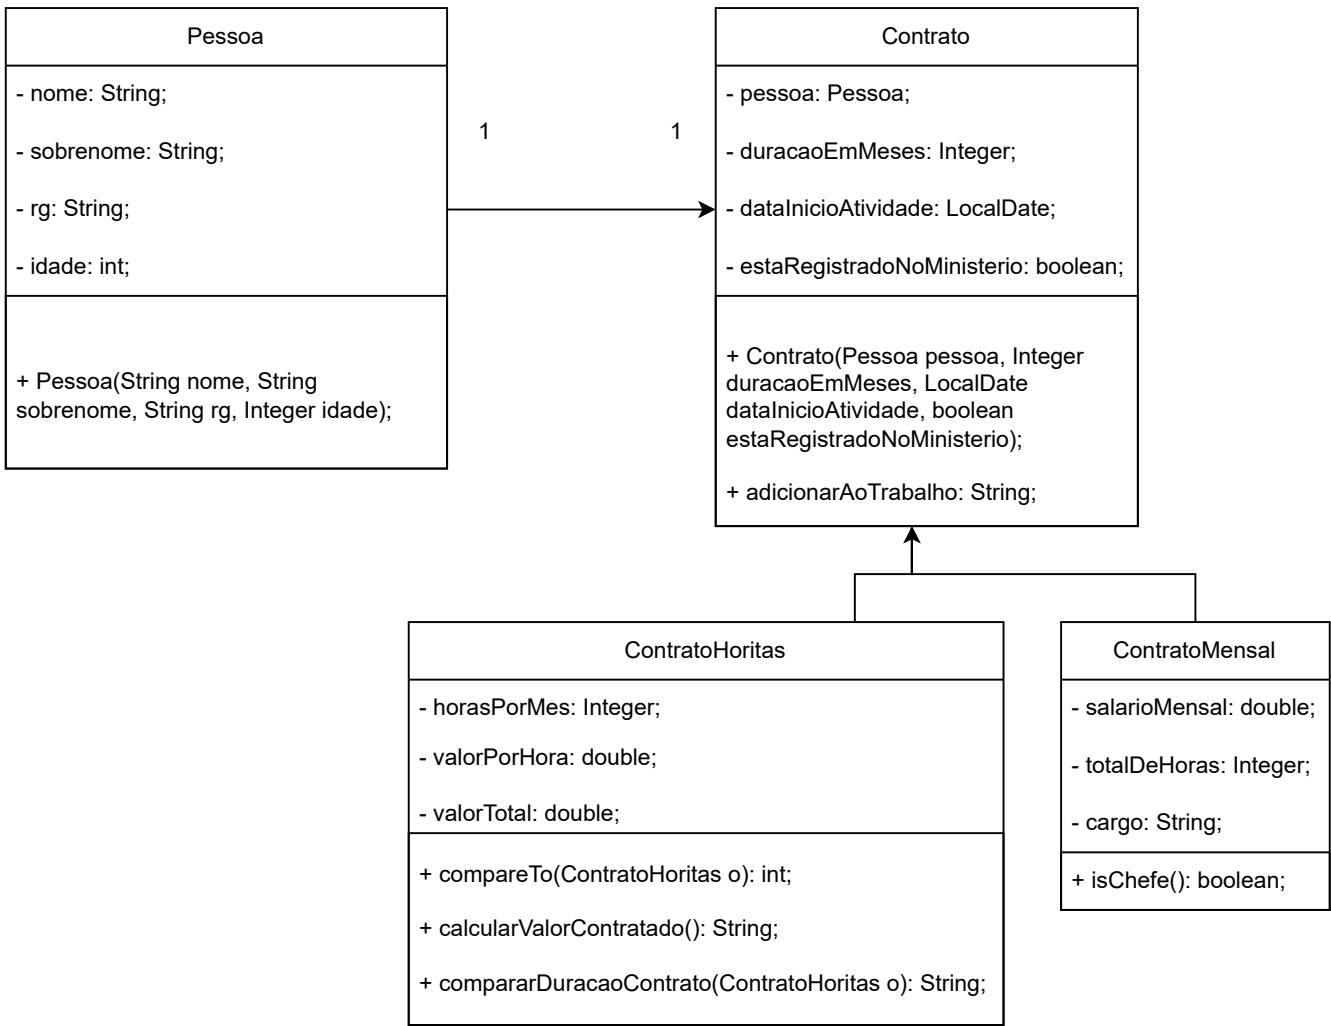 Pessoa
- nome: String;
- sobrenome: String;
- rg: String;
- idade: int;
+ Pessoa(String nome, String
sobrenome, String rg, Integer idade);
1
1
Contrato
- pessoa: Pessoa;
- duracaoEmMeses: Integer;
- dataInicioAtividade: LocalDate;
- estaRegistradoNoMinisterio: boolean;
+ Contrato(Pessoa pessoa, Integer
duracaoEmMeses, LocalDate
dataInicioAtividade, boolean
estaRegistradoNoMinisterio);
+ adicionarAoTrabalho: String;
ContratoHoritas
- horasPorMes: Integer;
- valorPorHora: double;
- valorTotal: double;
+ compareTo(ContratoHoritas o): int;
+ calcularValorContratado(): String;
+ compararDuracaoContrato(ContratoHoritas o): String;
ContratoMensal
- salarioMensal: double;
- totalDeHoras: Integer;
- cargo: String;
+ isChefe(): boolean;